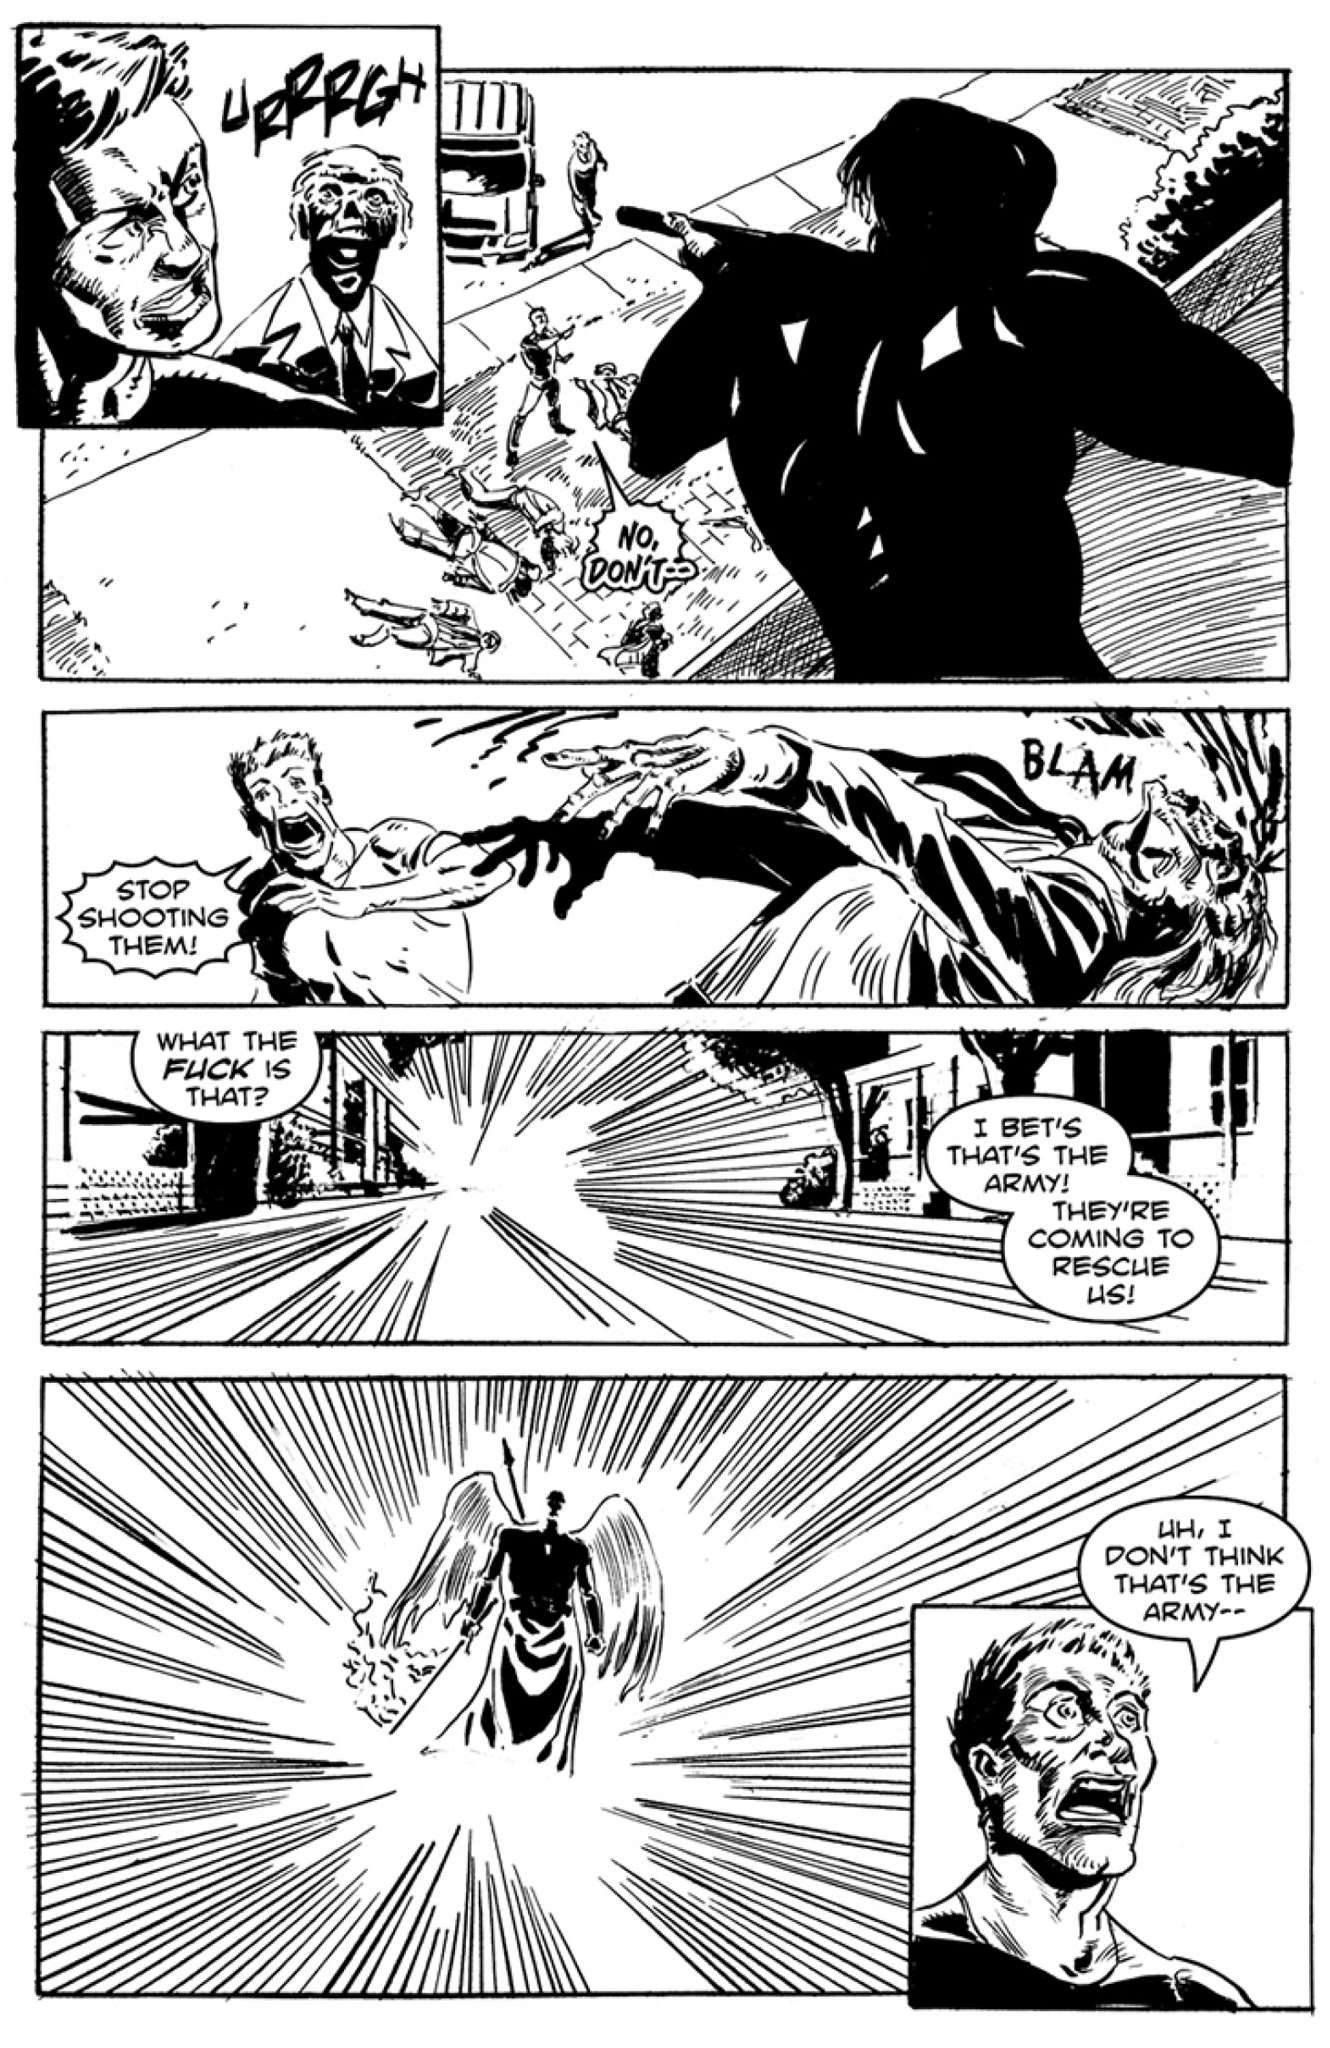 URRRGH
NO,
DON'T--
BLAM
STOP
SHOOTING
THEM!
WHAT THE
FUCK IS
THAT?
I BET'S
THAT'S THE
ARMY!
THEY'RE
COMING TO
RESCUE
US!
UH, I
DON'T THINK
THAT'S THE
ARMY--